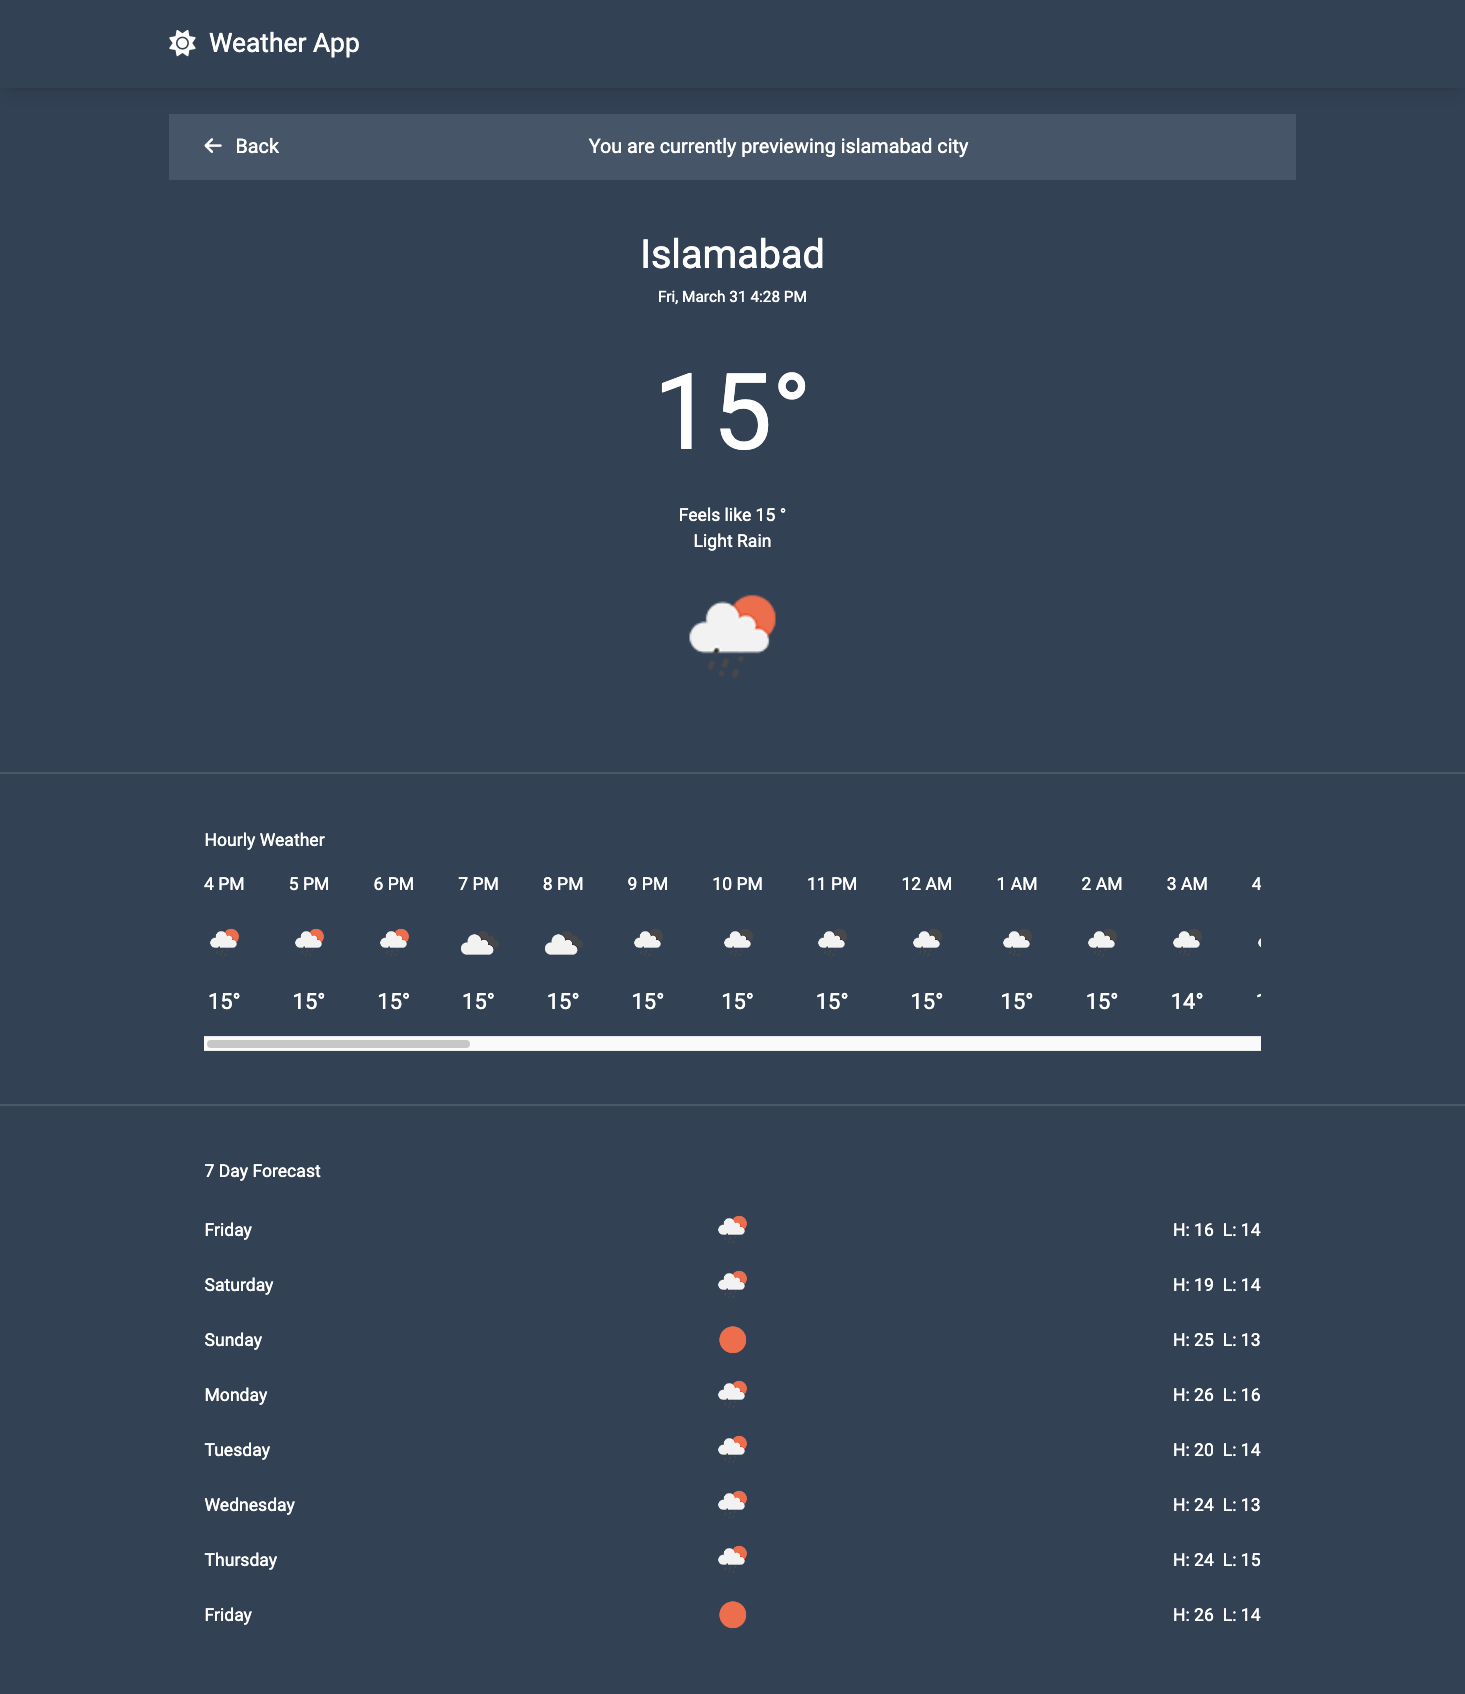 Weather App
Back You are currently previewing islamabad city
Islamabad
Fri, March 31 4:28 PM
15°
Feels like 15 °
Light Rain
Hourly Weather
4 PM 5 PM 6 PM 7 PM 8 PM 9 PM 10 PM 11 PM 12 AM 1 AM 2 AM 3 AM 4
15° 15° 15° 15° 15° 15° 15° 15° 15° 15° 15° 14°
7 Day Forecast
Friday H: 16 L: 14
Saturday H: 19 L: 14
Sunday H: 25 L: 13
Monday H: 26 L: 16
Tuesday H: 20 L: 14
Wednesday H: 24 L: 13
Thursday H: 24 L: 15
Friday H: 26 L: 14